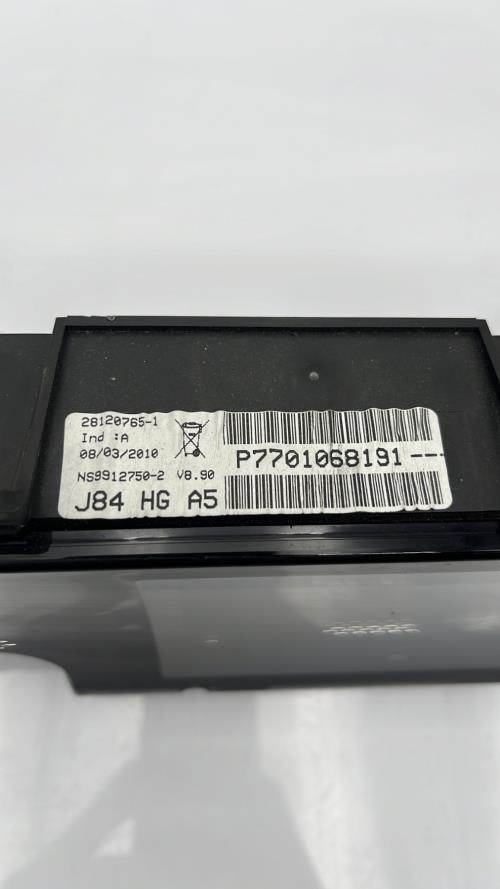 28120765-1
Ind :A
08/03/2010
NS9912750-2 V8.90
J84 HG A5
P7701068191---